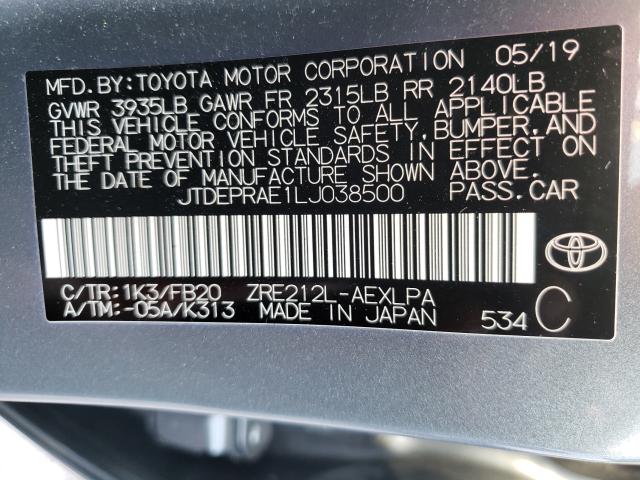 MFD.BY:TOYOTA MOTOR CORPORATION 05/19
GVWR 3935LB GAWR FR 2315LB RR 2140LB
THIS VEHICLE CONFORMS TO ALL APPLICABLE
FEDERAL MOTOR VEHICLE SAFETY,BUMPER,AND
THEFT PREVENTION STANDARDS IN EFFECT ON
THE DATE OF MANUFACTURE SHOWN ABOVE.
JTDEPRAE1LJ038500 PASS.CAR
C/TR:1K3/FB20 ZRE212L-AEXLPA
A/TM:-05A/K313 MADE IN JAPAN 534 C